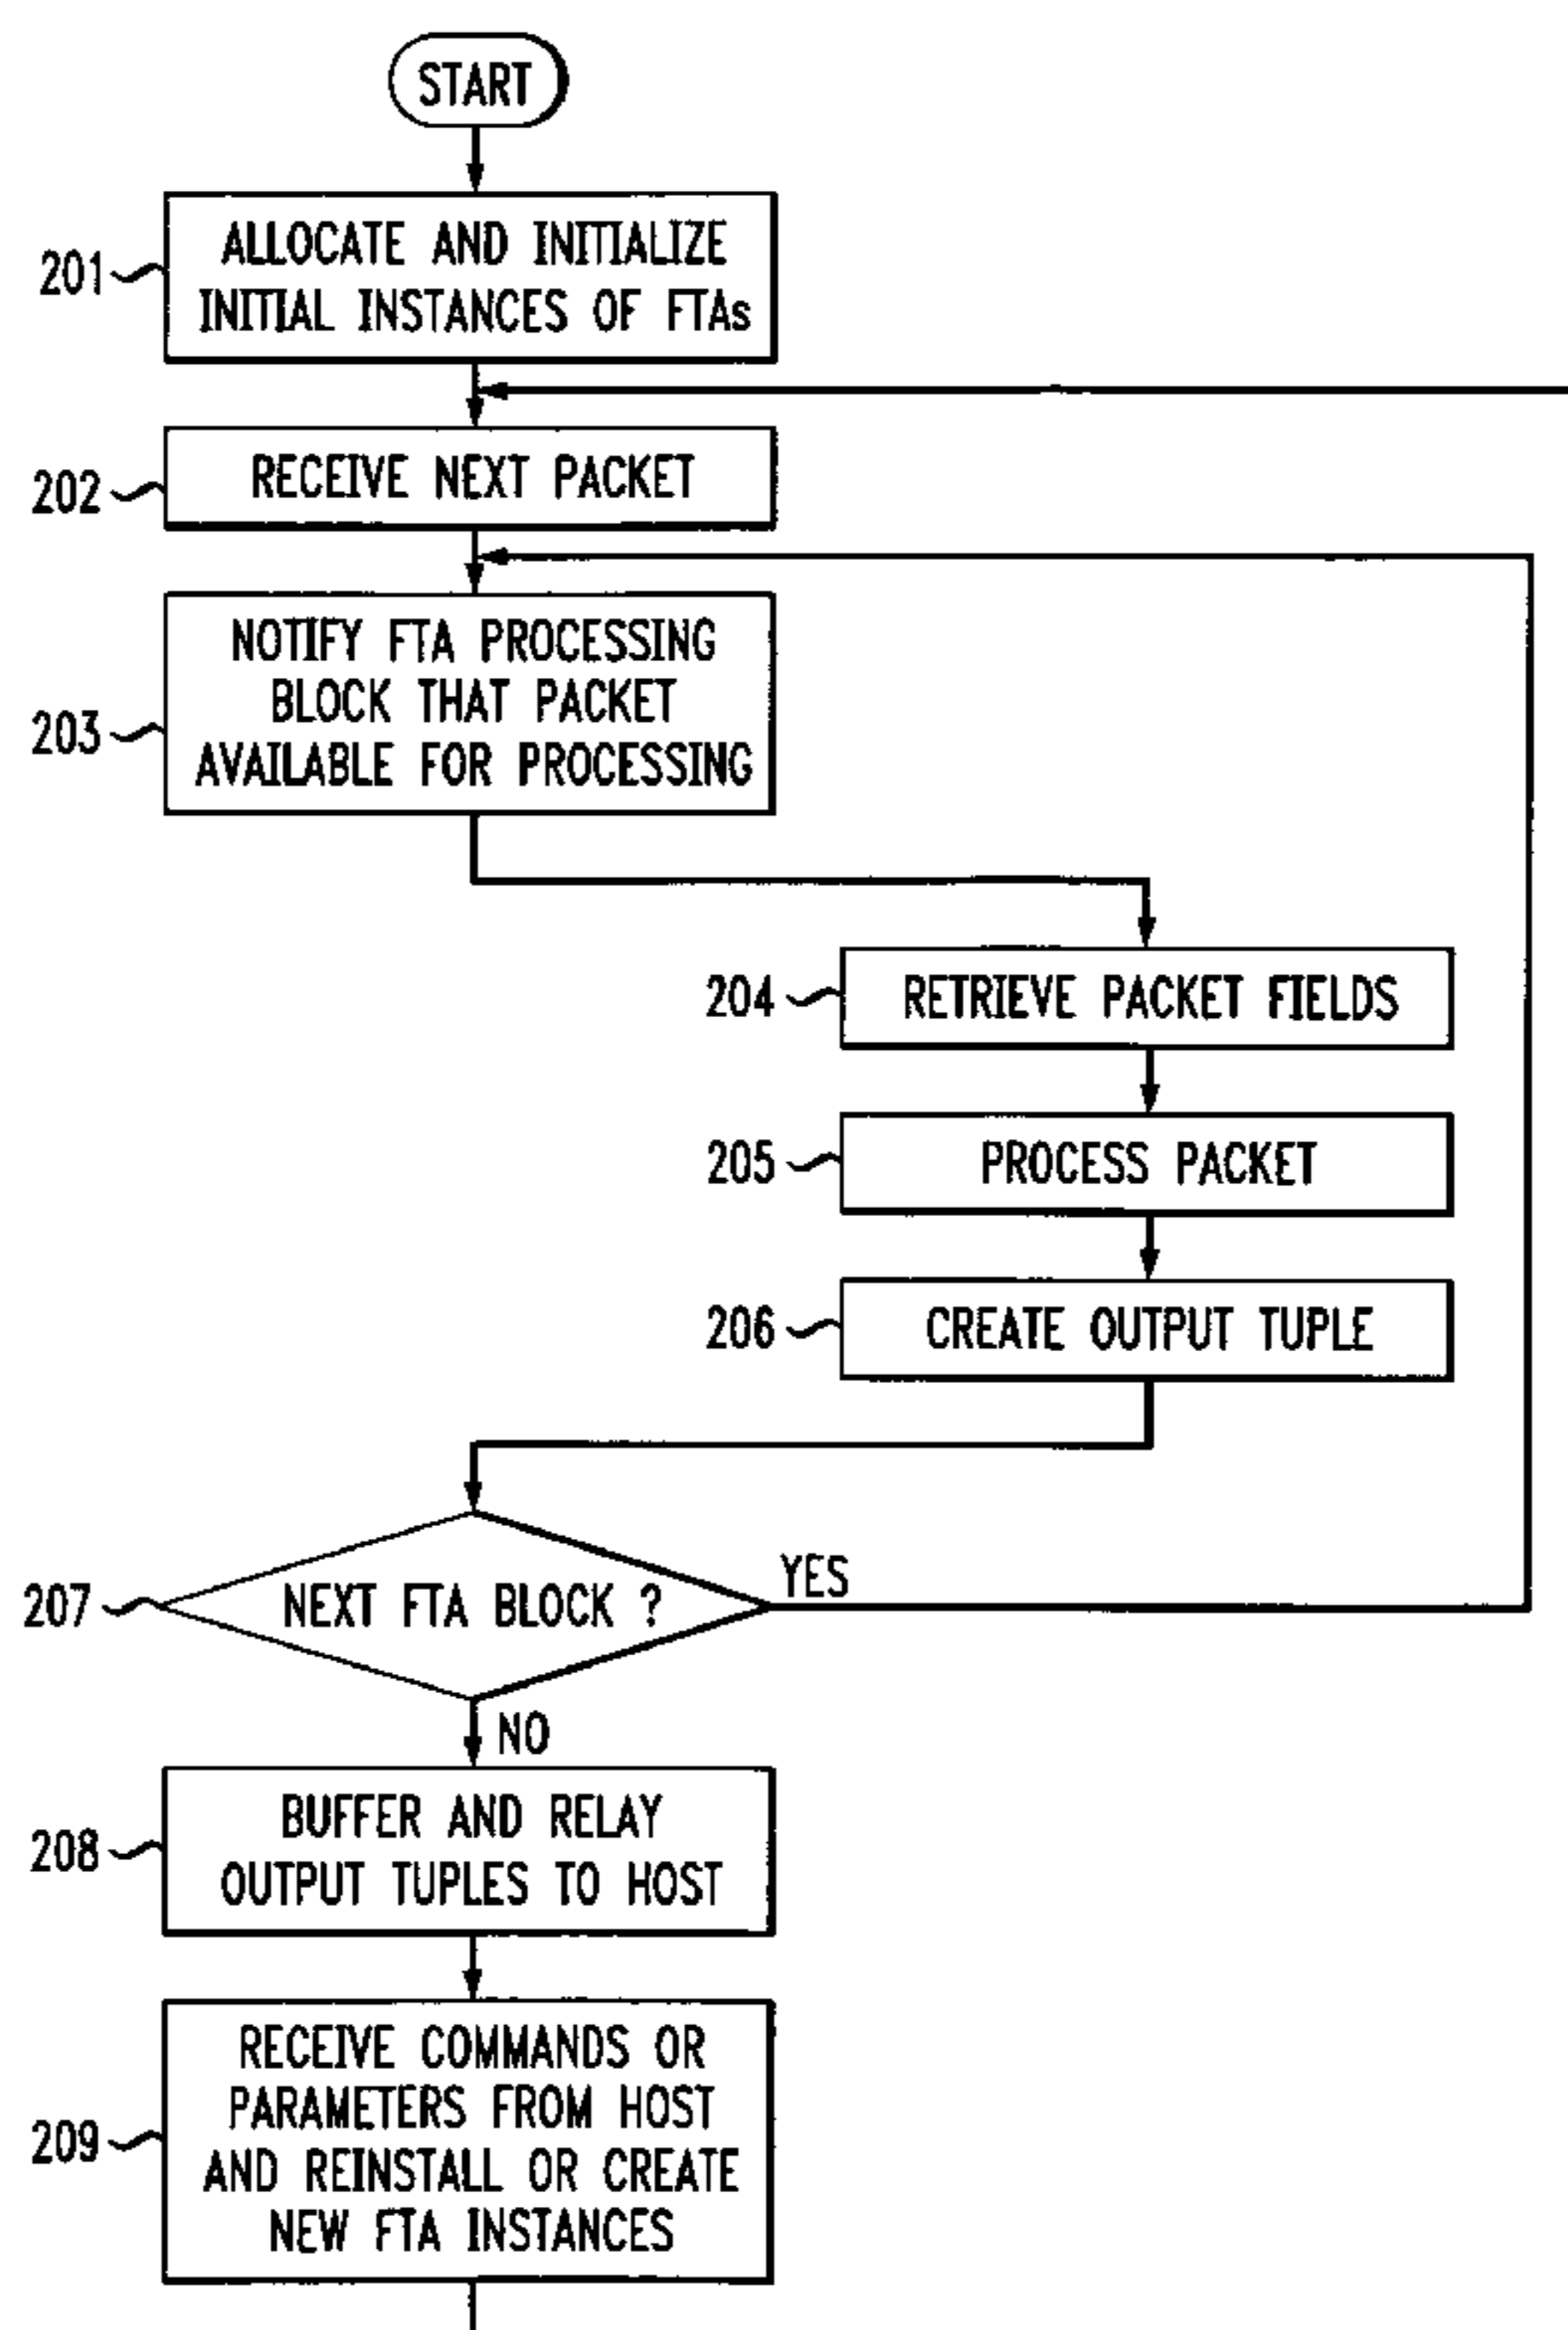 START
201
ALLOCATE AND INITIALIZE
INITIAL INSTANCES OF FTAs
202
RECEIVE NEXT PACKET
203
NOTIFY FTA PROCESSING
BLOCK THAT PACKET
AVAILABLE FOR PROCESSING
204
RETRIEVE PACKET FIELDS
205
PROCESS PACKET
206
CREATE OUTPUT TUPLE
207
NEXT FTA BLOCK ?
YES
NO
208
BUFFER AND RELAY
OUTPUT TUPLES TO HOST
209
RECEIVE COMMANDS OR
PARAMETERS FROM HOST
AND REINSTALL OR CREATE
NEW FTA INSTANCES